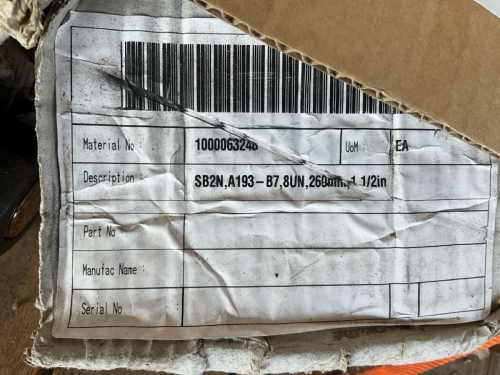 Material No : 1000063248 UoM EA
Description : SB2N,A193-B7,8UN,260mm,1 1/2in
Part No
Manufac Name :
Serial No